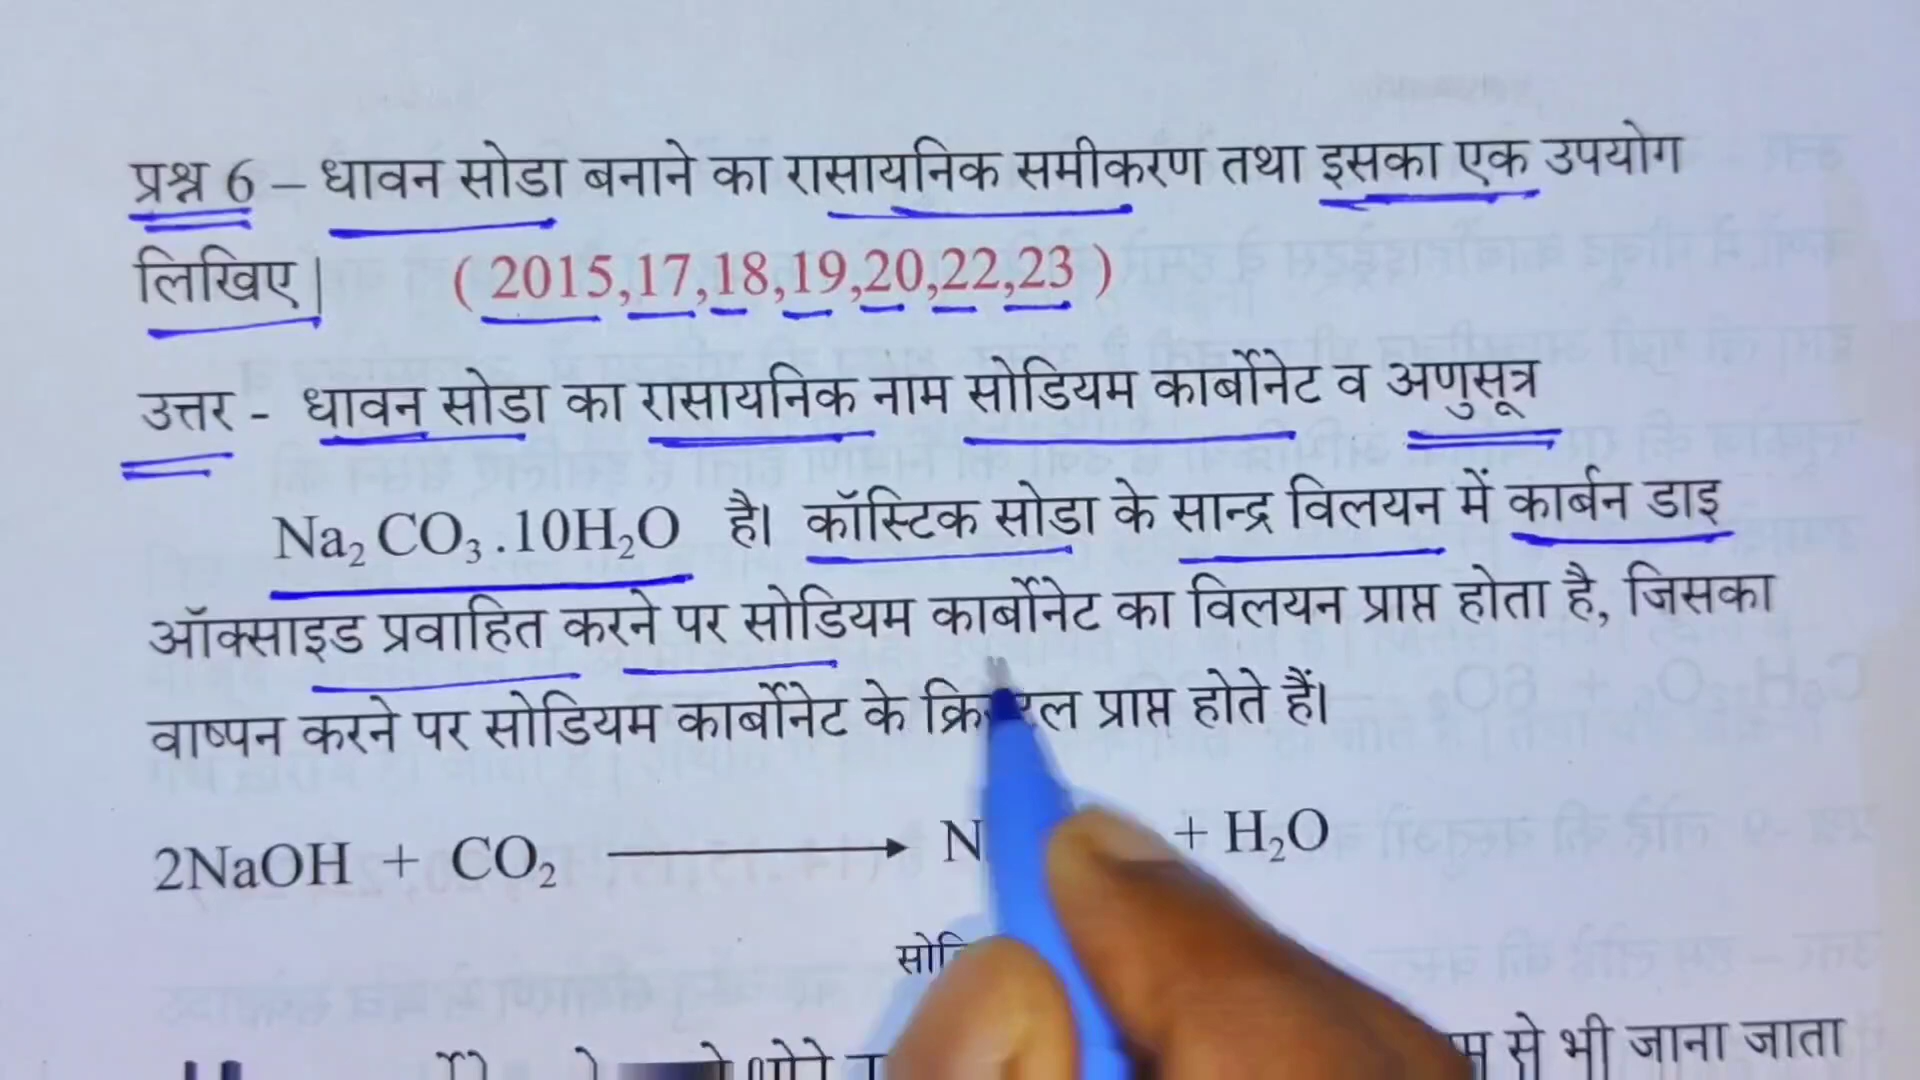 प्रश्न 6 – धावन सोडा बनाने का रासायनिक समीकरण तथा इसका एक उपयोग
लिखिए| ( 2015,17,18,19,20,22,23 )
उत्तर - धावन सोडा का रासायनिक नाम सोडियम कार्बोनेट व अणुसूत्र
Na₂ CO₃ .10H₂O है। कॉस्टिक सोडा के सान्द्र विलयन में कार्बन डाइ
ऑक्साइड प्रवाहित करने पर सोडियम कार्बोनेट का विलयन प्राप्त होता है, जिसका
वाष्पन करने पर सोडियम कार्बोनेट के प्राप्त होते हैं।
2NaOH + CO₂ ⟶ + H₂O
से भी जाना जाता